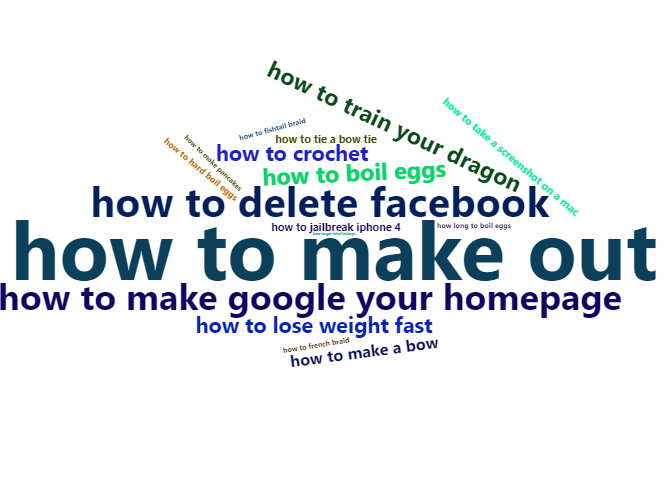 how to train your dragon
how to take a screenshot on a mac
how to fishtail braid
how to tie a bow tie
how to make pancakes
how to hard boil eggs
how to crochet
how to boil eggs
how to delete facebook
how to jailbreak iphone 4
how long to boil eggs
how to make out
how to make google your homepage
how to lose weight fast
how to french braid
how to make a bow